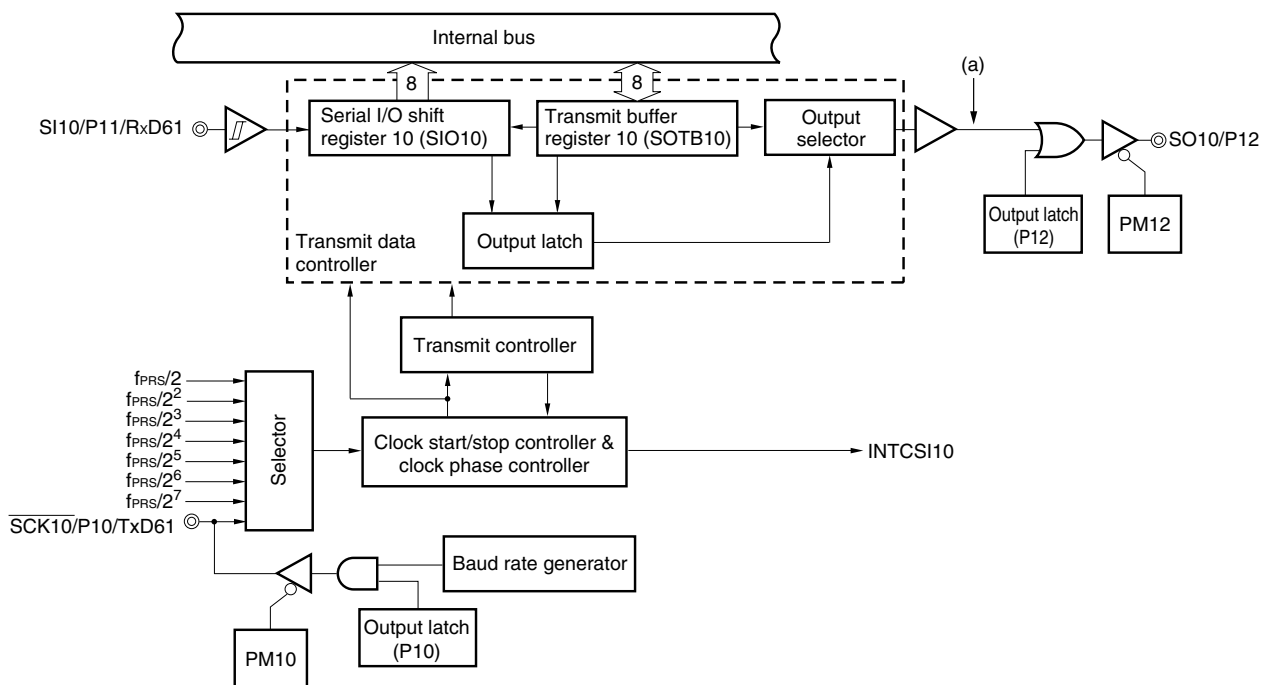 Internal bus
8
8
(a)
SI10/P11/RxD61
Serial I/O shift
register 10 (SIO10)
Transmit buffer
register 10 (SOTB10)
Output
selector
SO10/P12
Output latch
(P12)
PM12
Transmit data
controller
Output latch
Transmit controller
fPRS/2
fPRS/2²
fPRS/2³
fPRS/2⁴
fPRS/2⁵
fPRS/2⁶
fPRS/2⁷
Selector
Clock start/stop controller &
clock phase controller
INTCSI10
S̅C̅K̅1̅0̅/P10/TxD61
Baud rate generator
Output latch
(P10)
PM10